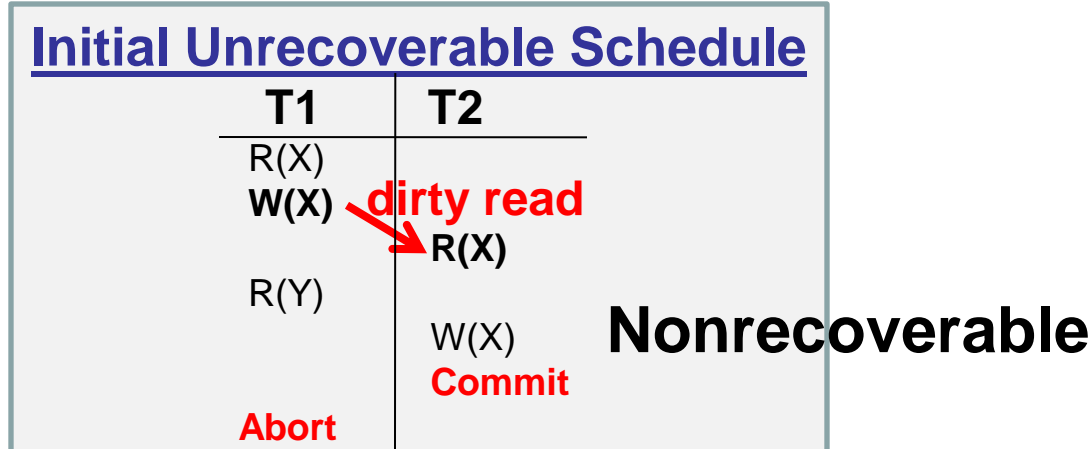 Initial Unrecoverable Schedule
T1 T2
R(X)
W(X) dirty read
R(X)
R(Y)
W(X) Nonrecoverable
Commit
Abort